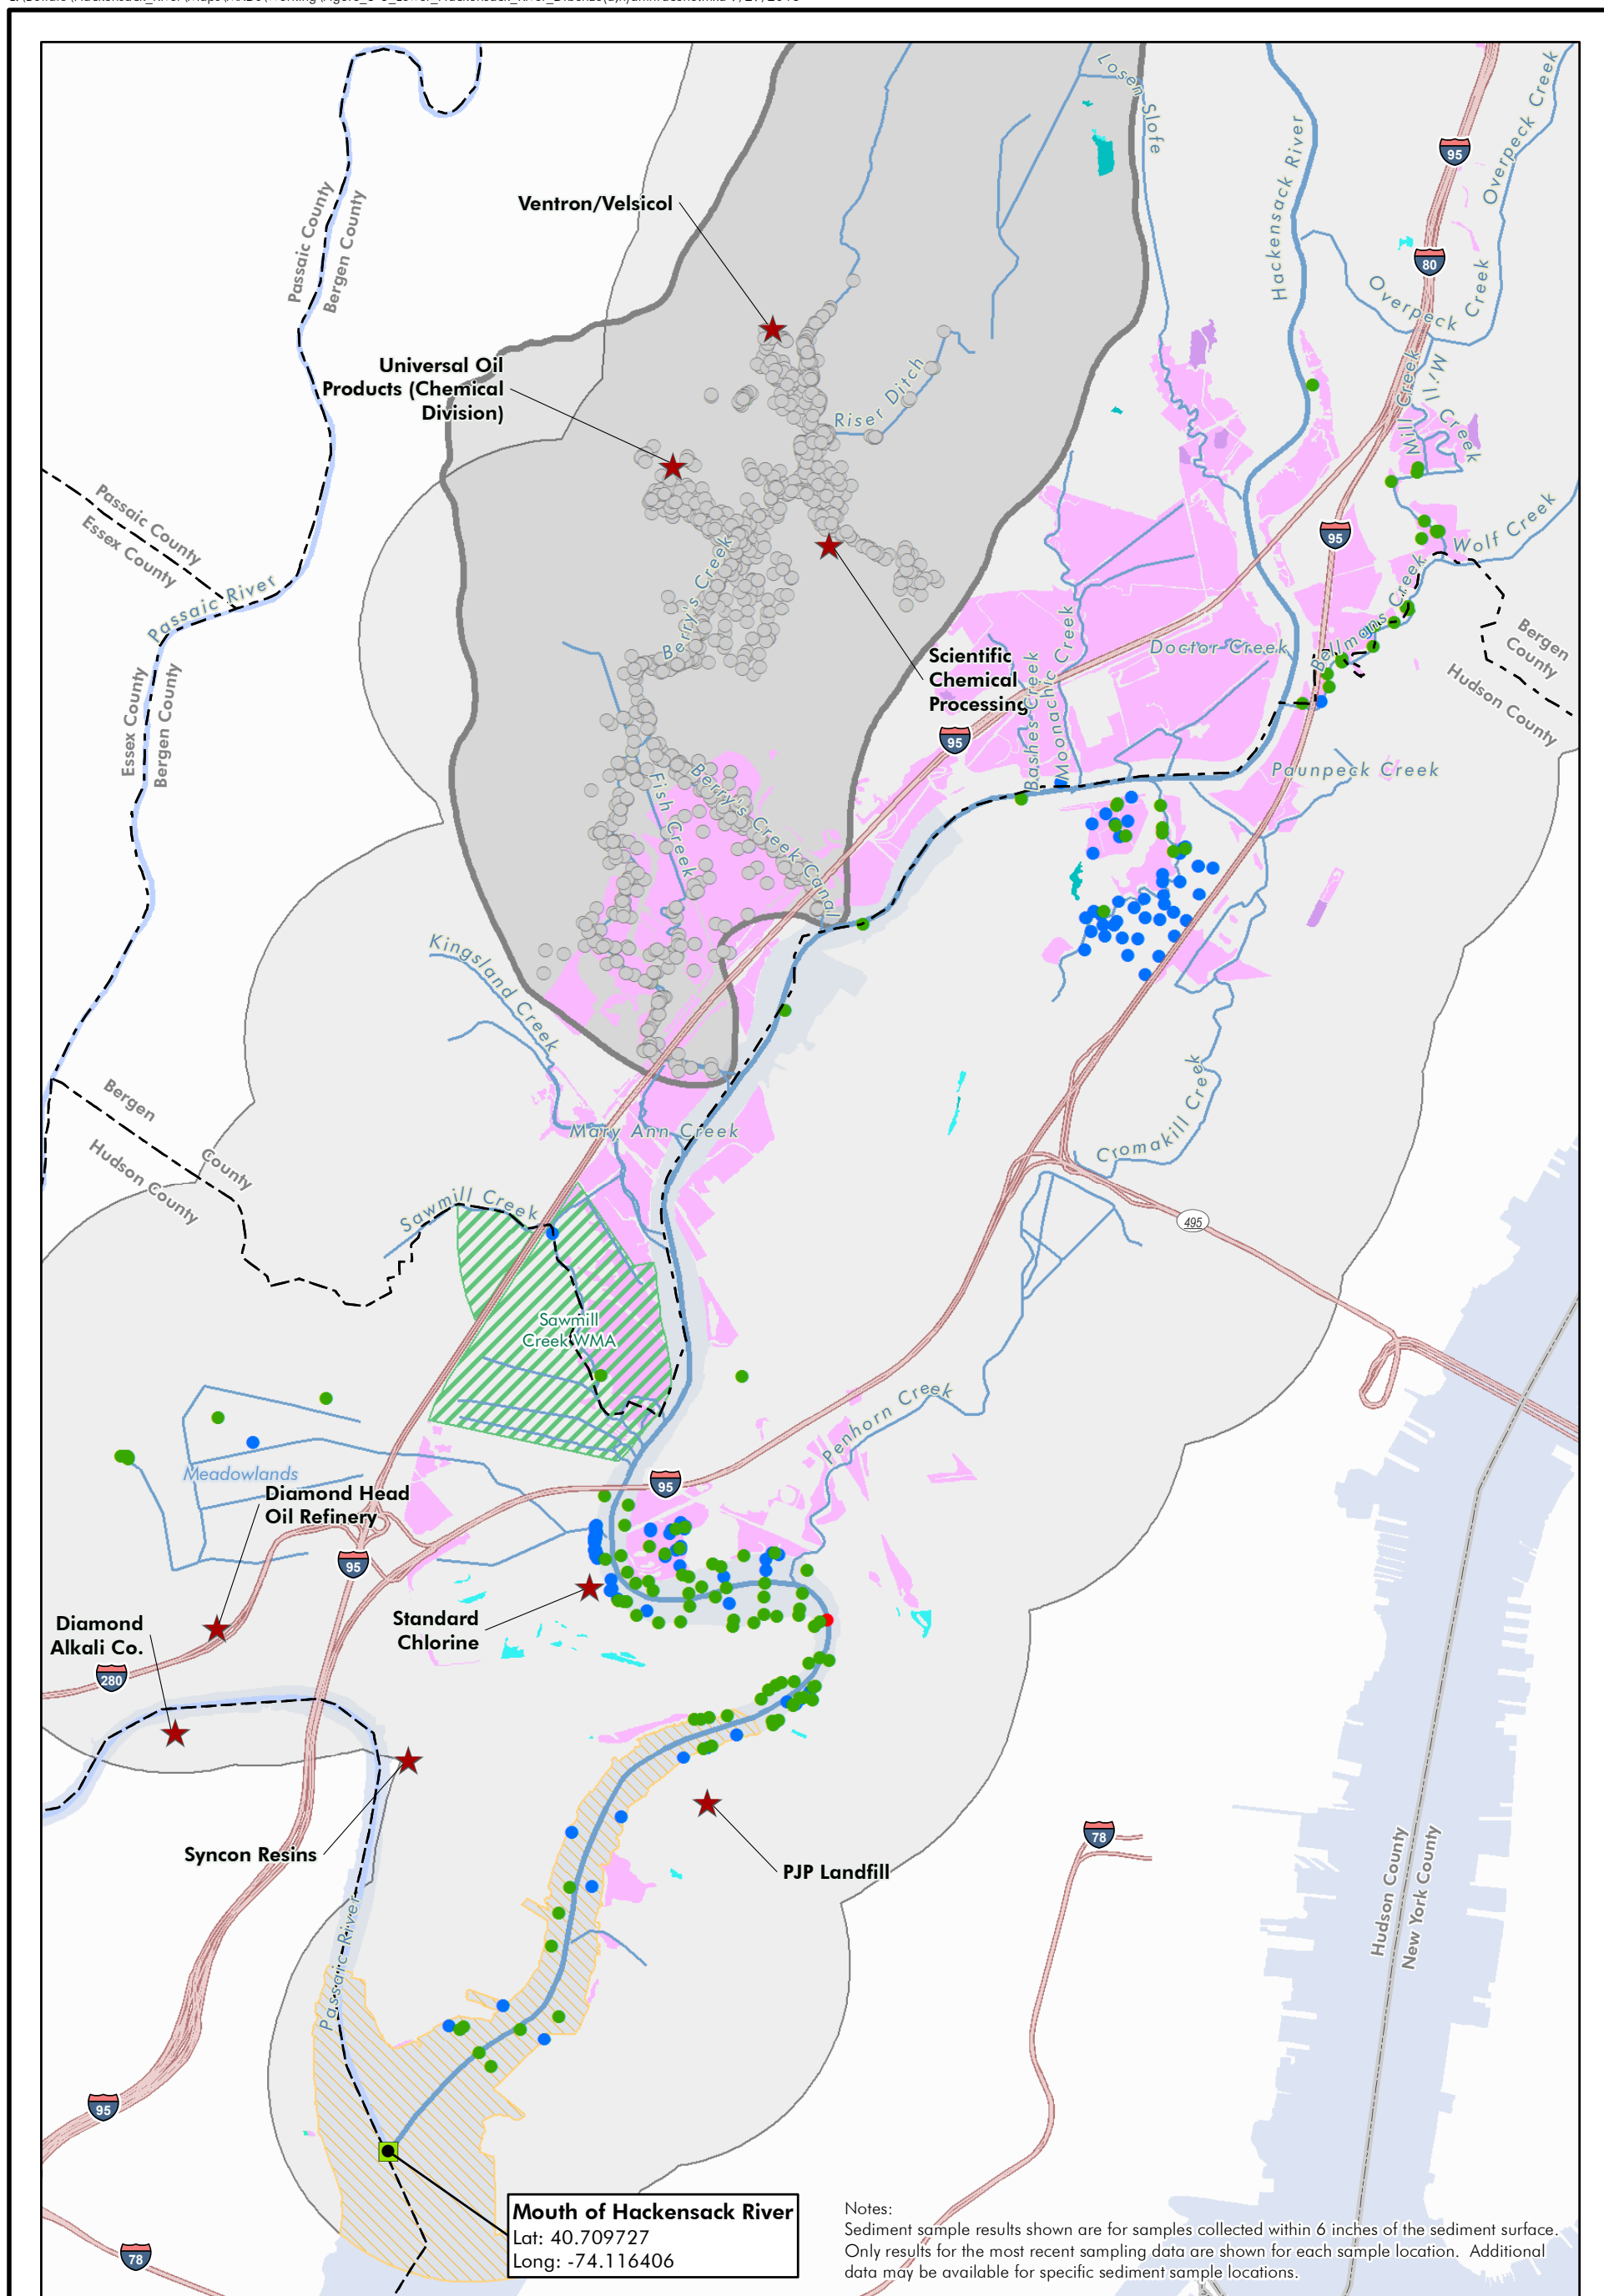 Losen Slofe
Hackensack River
Overpeck Creek
95
Ventron/Velsicol
Passaic County
Bergen County
80
Overpeck Creek
Universal Oil
Products (Chemical
Division)
Riser Ditch
Mill Creek
Mill Creek
Passaic County
Essex County
95
Wolf Creek
Passaic River
Berry's Creek
Bellmans Creek
Bergen
County
Hudson County
Scientific
Chemical
Processing
Doctor Creek
Essex County
Bergen County
Bashes Creek
Moonachie Creek
95
Paunpeck Creek
Fish Creek
Berry's Creek Canal
Kingsland Creek
Bergen County
Hudson County
Mary Ann Creek
Cromakill Creek
Sawmill Creek
495
Sawmill
Creek WMA
Penhorn Creek
Meadowlands
Diamond Head
Oil Refinery
95
95
Diamond
Alkali Co.
Standard
Chlorine
280
Syncon Resins
PJP Landfill
78
Hudson County
New York County
Passaic River
95
78
Mouth of Hackensack River
Lat: 40.709727
Long: -74.116406
Notes:
Sediment sample results shown are for samples collected within 6 inches of the sediment surface.
Only results for the most recent sampling data are shown for each sample location. Additional
data may be available for specific sediment sample locations.